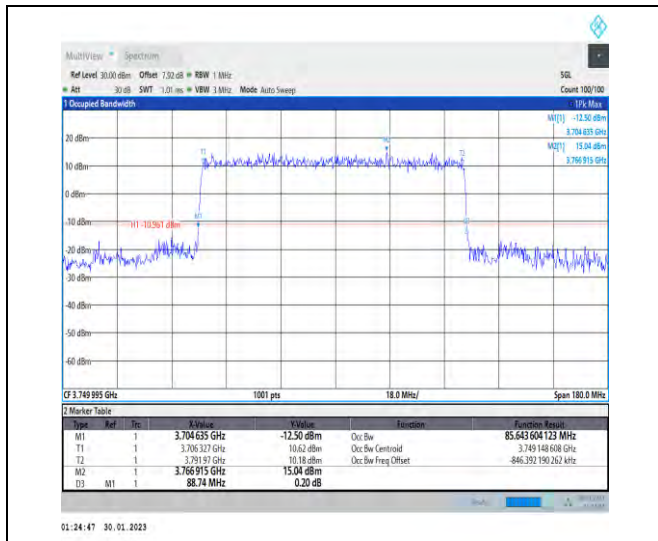 MultiView Spectrum
Ref Level 30.00 dBm Offset 7.92 dB RBW 1 MHz SGL
Att 30 dB SWT 1.01 ms VBW 3 MHz Mode Auto Sweep Count 100/100
1 Occupied Bandwidth 1Pk Max
M1[1] -12.50 dBm
3.704 635 GHz
M2[1] 15.04 dBm
3.766 915 GHz
20 dBm
10 dBm
0 dBm
-10 dBm
H1 -10.961 dBm
-20 dBm
-30 dBm
-40 dBm
-50 dBm
-60 dBm
CF 3.749 995 GHz 1001 pts 18.0 MHz/ Span 180.0 MHz
2 Marker Table
Type Ref Trc X-Value Y-Value Function Function Result
M1 1 3.704 635 GHz -12.50 dBm Occ Bw 85.643 604 123 MHz
T1 1 3.706 327 GHz 10.62 dBm Occ Bw Centroid 3.749 148 608 GHz
T2 1 3.791 97 GHz 10.18 dBm Occ Bw Freq Offset -846.392 190 262 kHz
M2 1 3.766 915 GHz 15.04 dBm
D3 M1 1 88.74 MHz 0.20 dB
01:24:47 30.01.2023